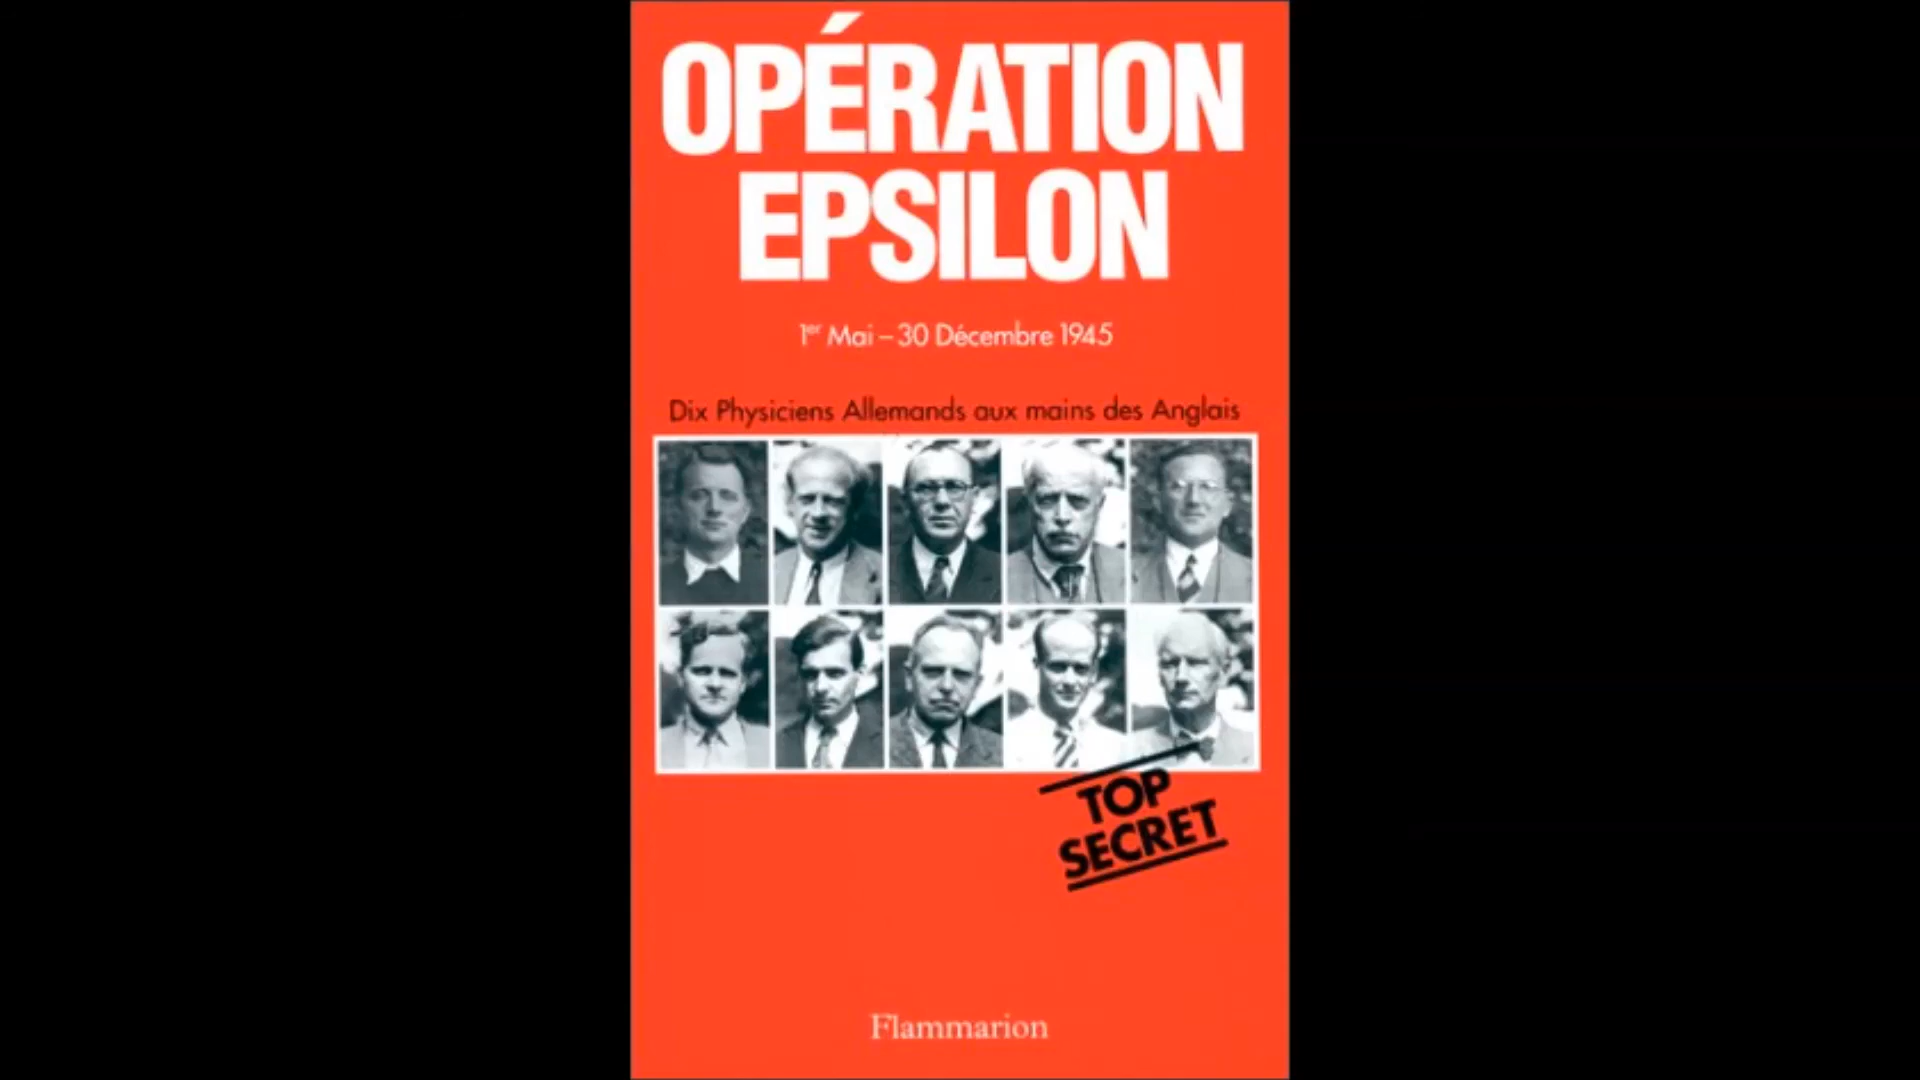 OPÉRATION
EPSILON
1er Mai – 30 Décembre 1945
Dix Physiciens Allemands aux mains des Anglais
TOP
SECRET
Flammarion